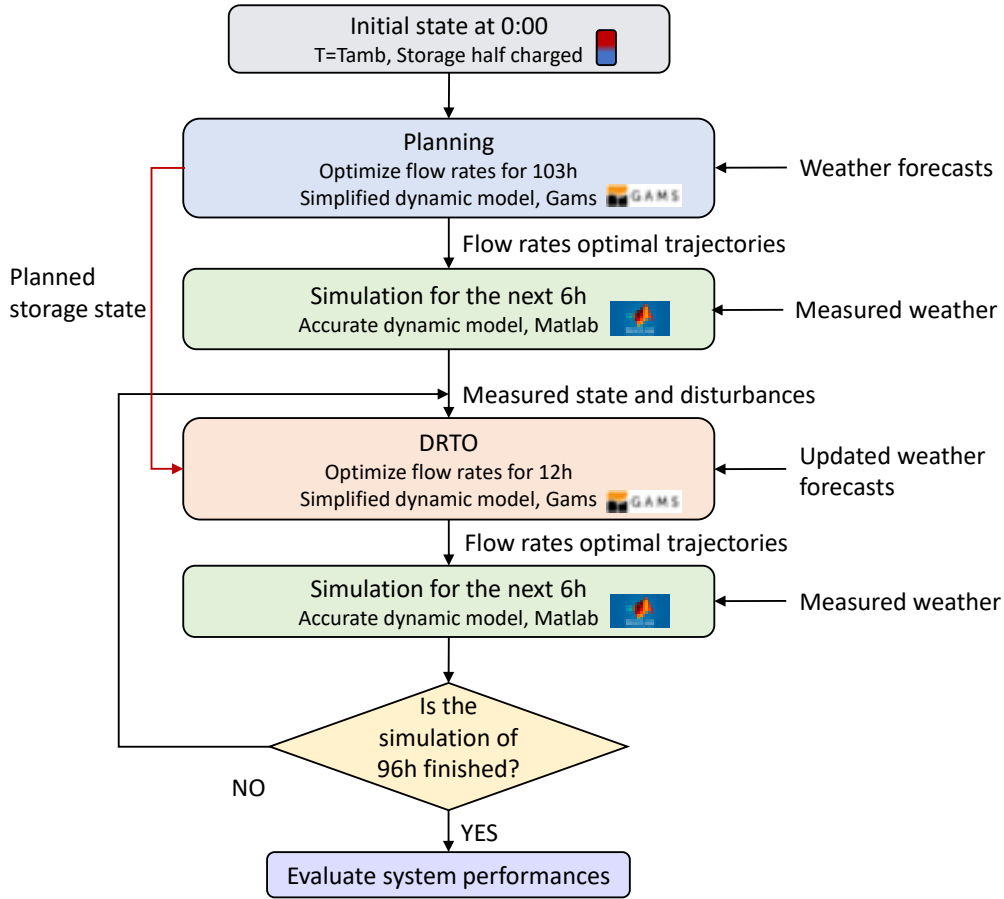 Initial state at 0:00
T=Tamb, Storage half charged
Planning
Optimize flow rates for 103h
Simplified dynamic model, Gams
GAMS
Weather forecasts
Flow rates optimal trajectories
Planned
storage state
Simulation for the next 6h
Accurate dynamic model, Matlab
Measured weather
Measured state and disturbances
DRTO
Optimize flow rates for 12h
Simplified dynamic model, Gams
GAMS
Updated weather
forecasts
Flow rates optimal trajectories
Simulation for the next 6h
Accurate dynamic model, Matlab
Measured weather
Is the
simulation of
96h finished?
NO
YES
Evaluate system performances